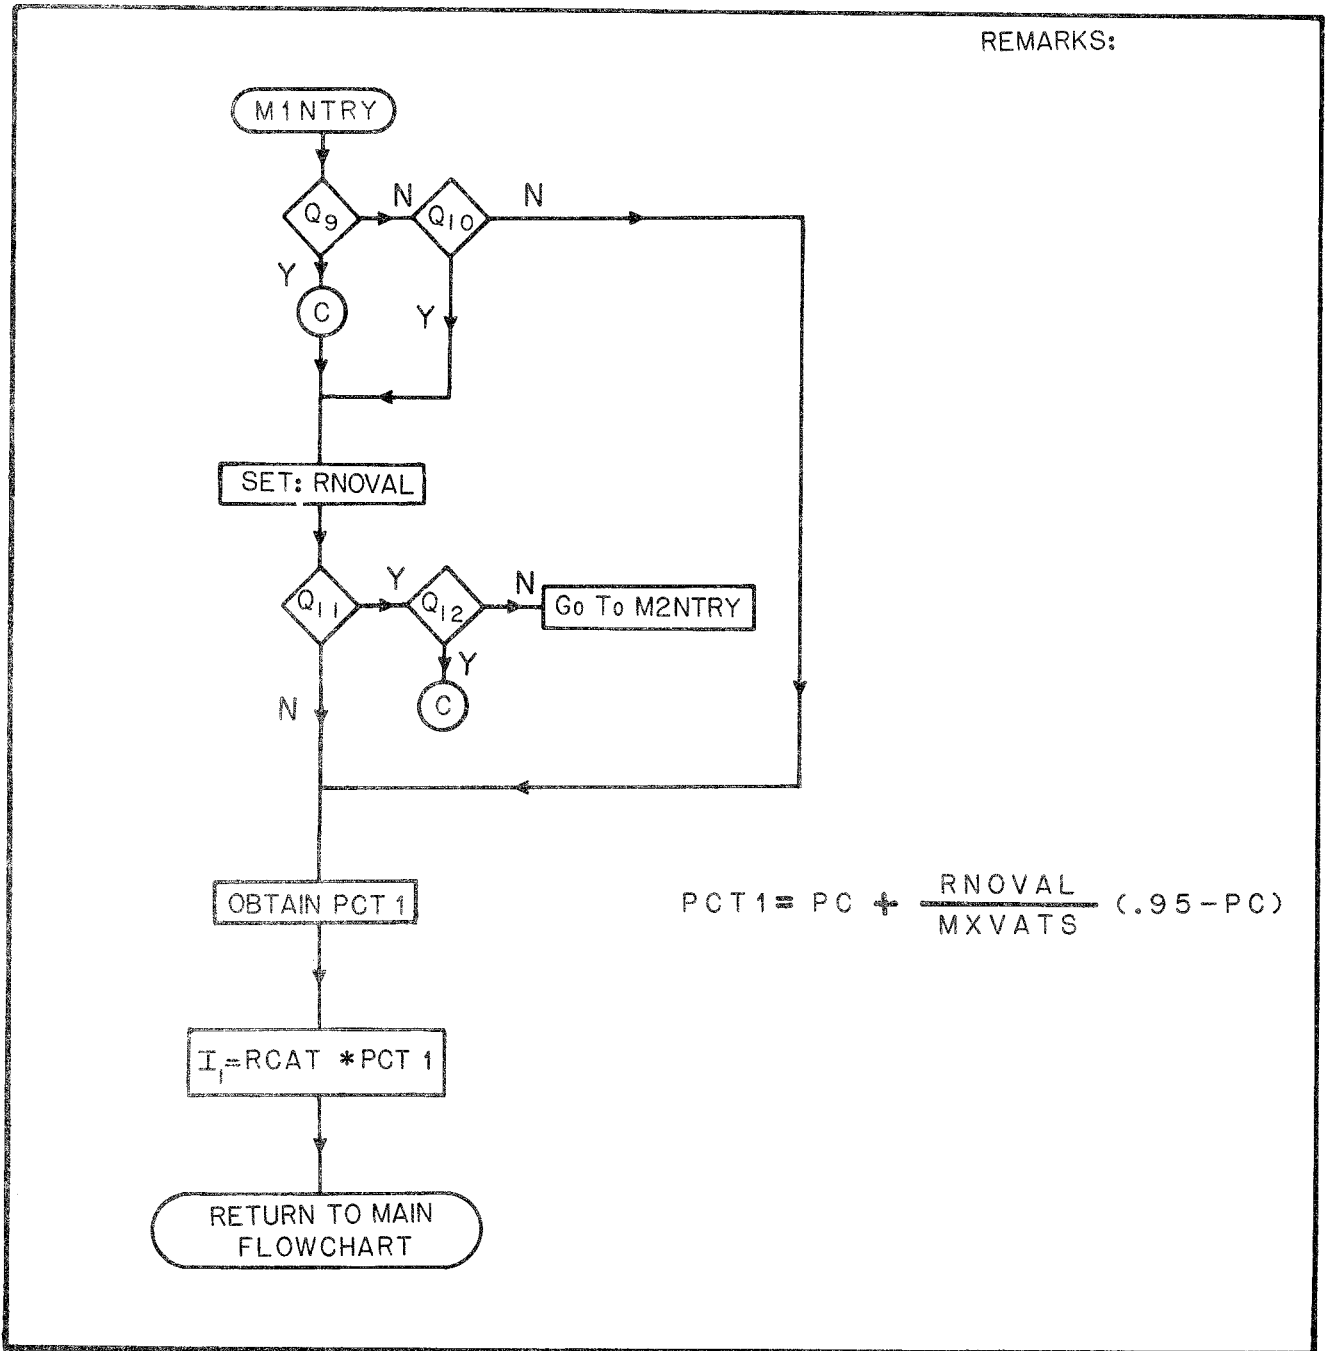 REMARKS:
M1NTRY
Q9
N
Q10
N
Y
C
Y
SET: RNOVAL
Q11
Y
Q12
N
Go To M2NTRY
Y
C
N
OBTAIN PCT 1
PCT1 = PC + RNOVAL/MXVATS (.95-PC)
I1=RCAT *PCT 1
RETURN TO MAIN
FLOWCHART